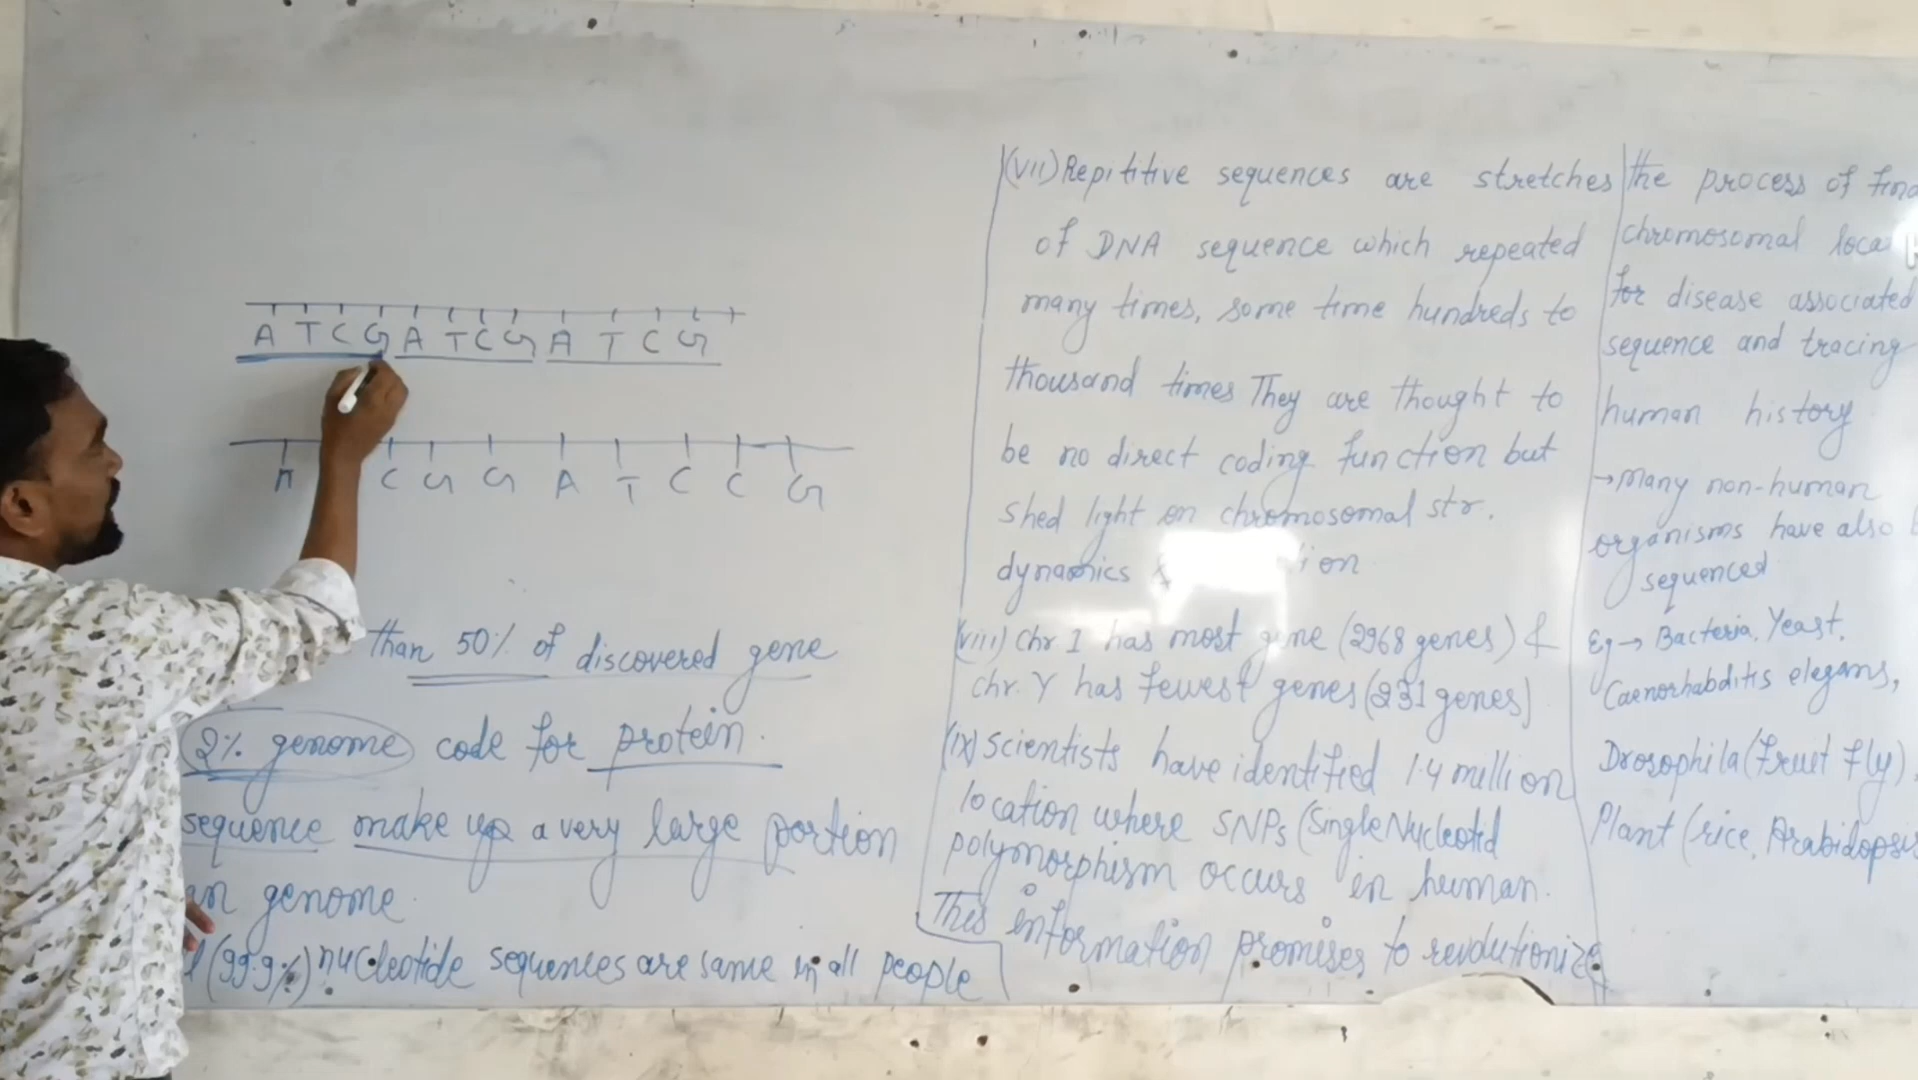 A T C G A T C G A T C G
A C G G A T C C G
than 50% of discovered gene
2% genome code for protein.
sequence make up a very large portion
genome.
(99.9%) nucleotide sequences are same in all people
(vii) Repititive sequences are stretches
of DNA sequence which repeated
many times, some time hundreds to
thousand times They are thought to
be no direct coding function but
shed light on chromosomal str.
dynamics
(viii) Chr I has most gene (2968 genes) &
chr. Y has fewest genes (231 genes)
(ix) Scientists have identified 1.4 million
location where SNPs (Single Nucleotid
polymorphism occurs in human.
This information promises to revolutionize
the process of
chromosomal
for disease associated
sequence and tracing
human history
→ Many non-human
organisms have also
sequenced
Eg → Bacteria, Yeast,
Caenorhabditis elegans,
Drosophila (fruit fly),
Plant (rice, Arabidopsis